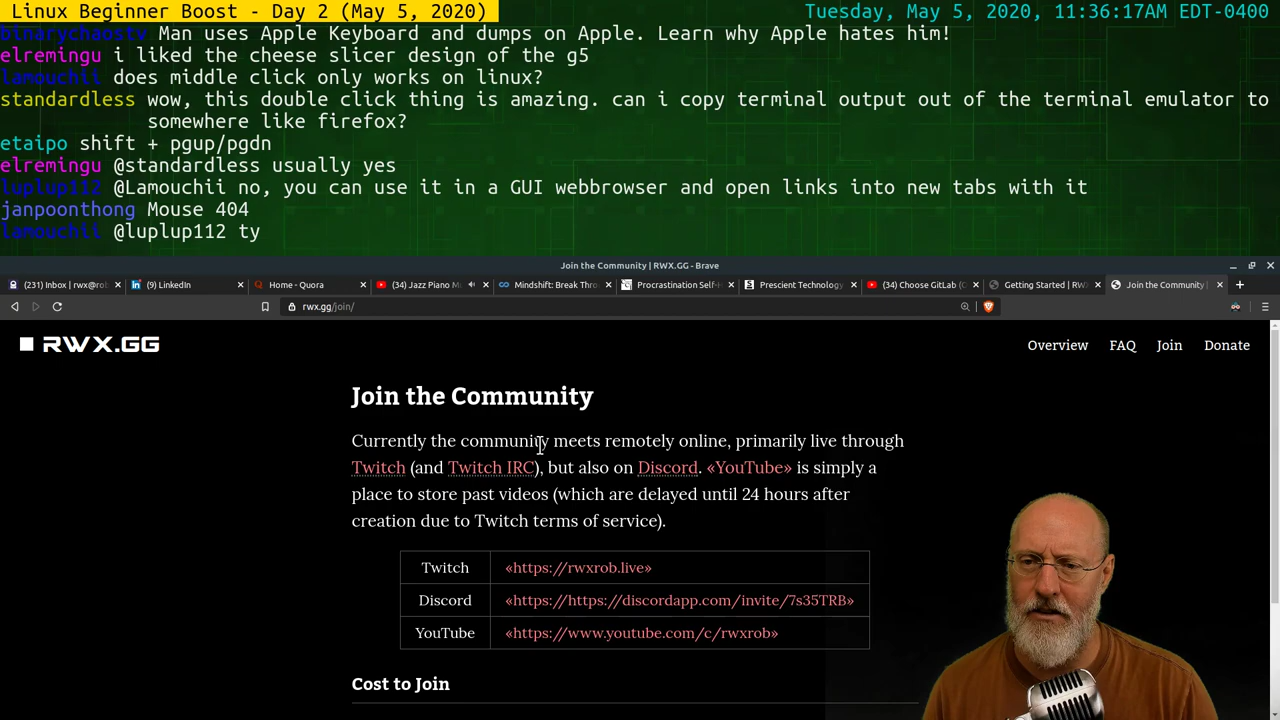 Linux Beginner Boost - Day 2 (May 5, 2020)
Tuesday, May 5, 2020, 11:36:17AM EDT-0400
binarychaostv Man uses Apple Keyboard and dumps on Apple. Learn why Apple hates him!
elremingu i liked the cheese slicer design of the g5
lamouchii does middle click only works on linux?
standardless wow, this double click thing is amazing. can i copy terminal output out of the terminal emulator to
somewhere like firefox?
etaipo shift + pgup/pgdn
elremingu @standardless usually yes
luplup112 @Lamouchii no, you can use it in a GUI webbrowser and open links into new tabs with it
janpoonthong Mouse 404
lamouchii @luplup112 ty
Join the Community | RWX.GG - Brave
(231) Inbox | rwx@rob
(9) LinkedIn
Home - Quora
(34) Jazz Piano M
Mindshift: Break Thro
Procrastination Self-H
Prescient Technology
(34) Choose GitLab (C
Getting Started | RWX
Join the Community |
rwx.gg/join/
RWX.GG
Overview FAQ Join Donate
Join the Community
Currently the community meets remotely online, primarily live through
Twitch (and Twitch IRC), but also on Discord. «YouTube» is simply a
place to store past videos (which are delayed until 24 hours after
creation due to Twitch terms of service).
Twitch «https://rwxrob.live»
Discord «https://https://discordapp.com/invite/7s35TRB»
YouTube «https://www.youtube.com/c/rwxrob»
Cost to Join